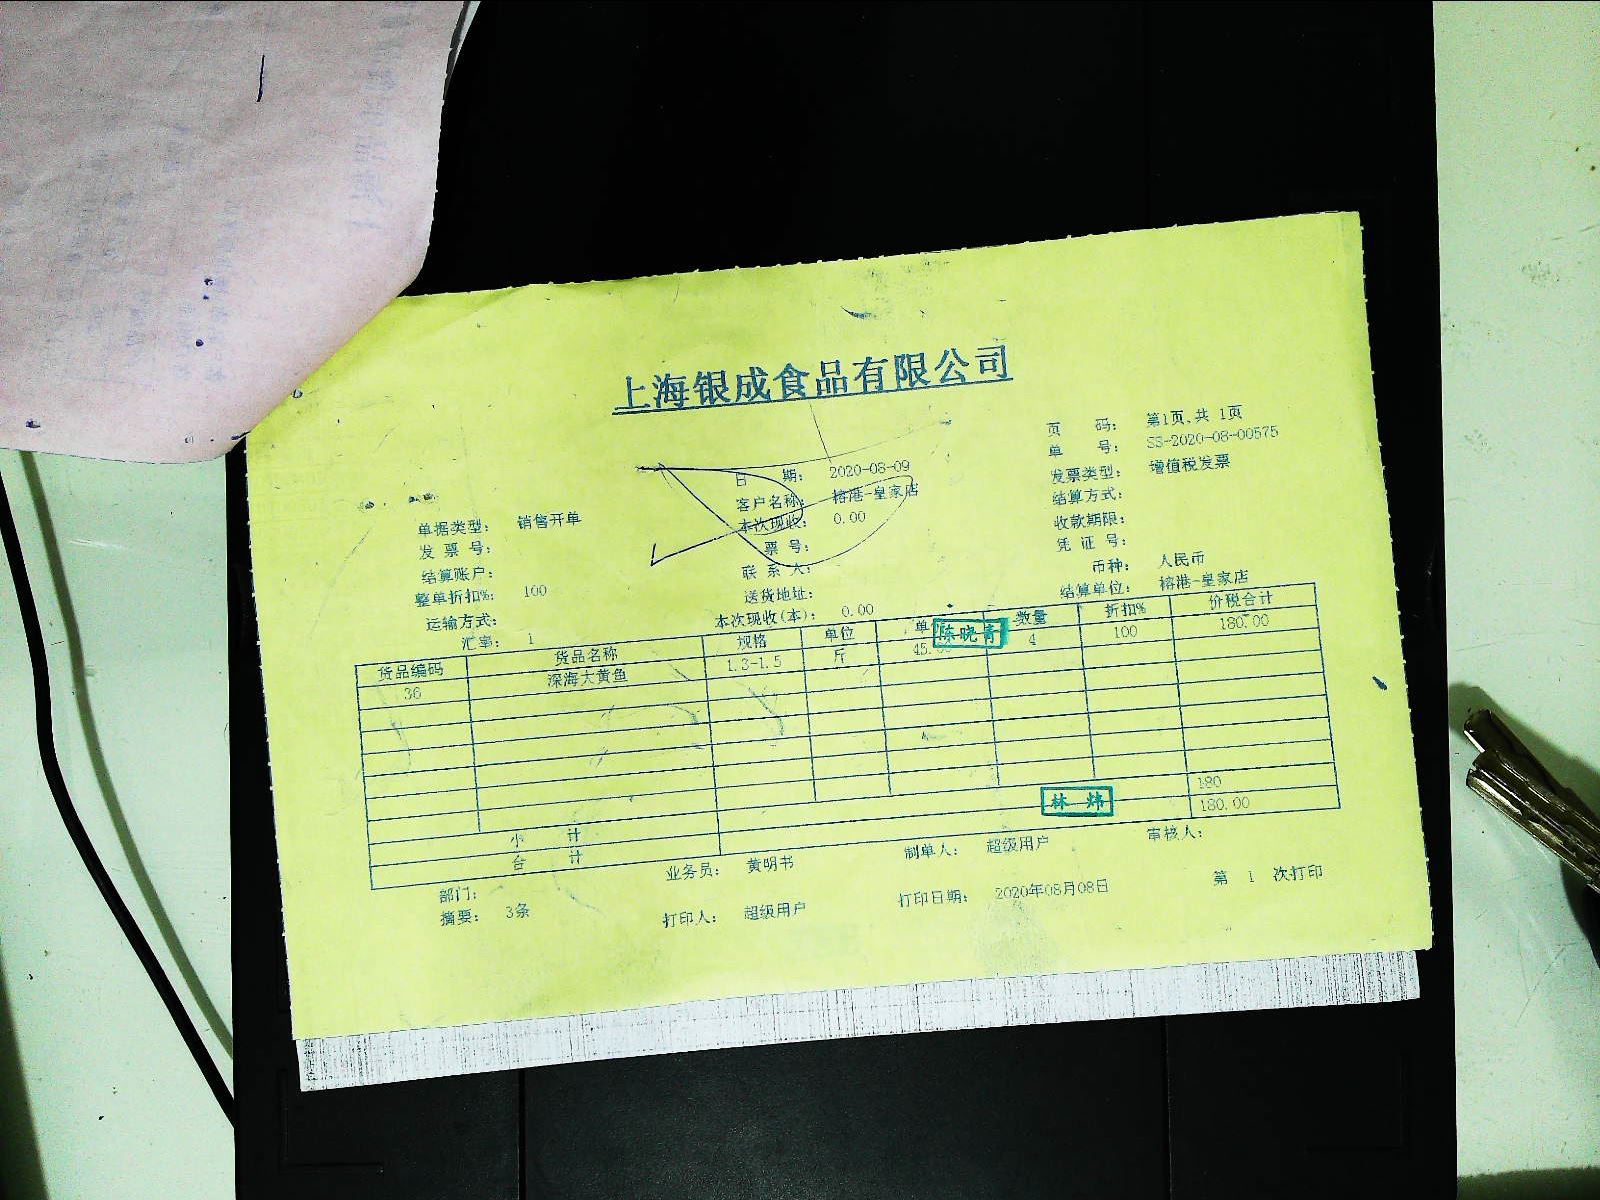 上海银成食品有限公司
页 码： 第1页,共 1页
日 期： 2020-08-09 单 号： SS-2020-08-00575
单据类型： 销售开单 客户名称： 榕港-皇家店 发票类型： 增值税发票
发 票 号： 本次现收： 0.00 结算方式：
结算账户： 票 号： 收款期限：
整单折扣%： 100 联 系 人： 凭 证 号：
运输方式： 送货地址： 币种： 人民币
汇率： 1 本次现收(本)： 0.00 结算单位： 榕港-皇家店
货品编码 货品名称 规格 单位 单 数量 折扣% 价税合计
36 深海大黄鱼 1.3-1.5 斤 45. 4 100 180.00
陈晓青
小 计 180
合 计 180.00
林 炜
部门： 业务员： 黄明书 制单人： 超级用户 审核人：
摘要： 3条 打印人： 超级用户 打印日期： 2020年08月08日 第 1 次打印